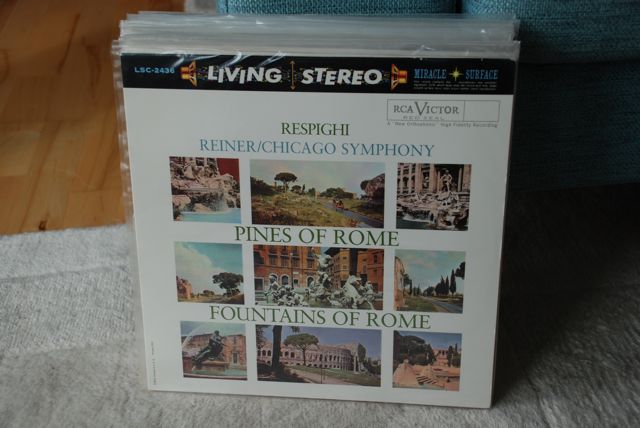 LSC-2436
LIVING STEREO
MIRACLE SURFACE
RCA VICTOR
RED SEAL
A "New Orthophonic" High Fidelity Recording
RESPIGHI
REINER/CHICAGO SYMPHONY
PINES OF ROME
FOUNTAINS OF ROME